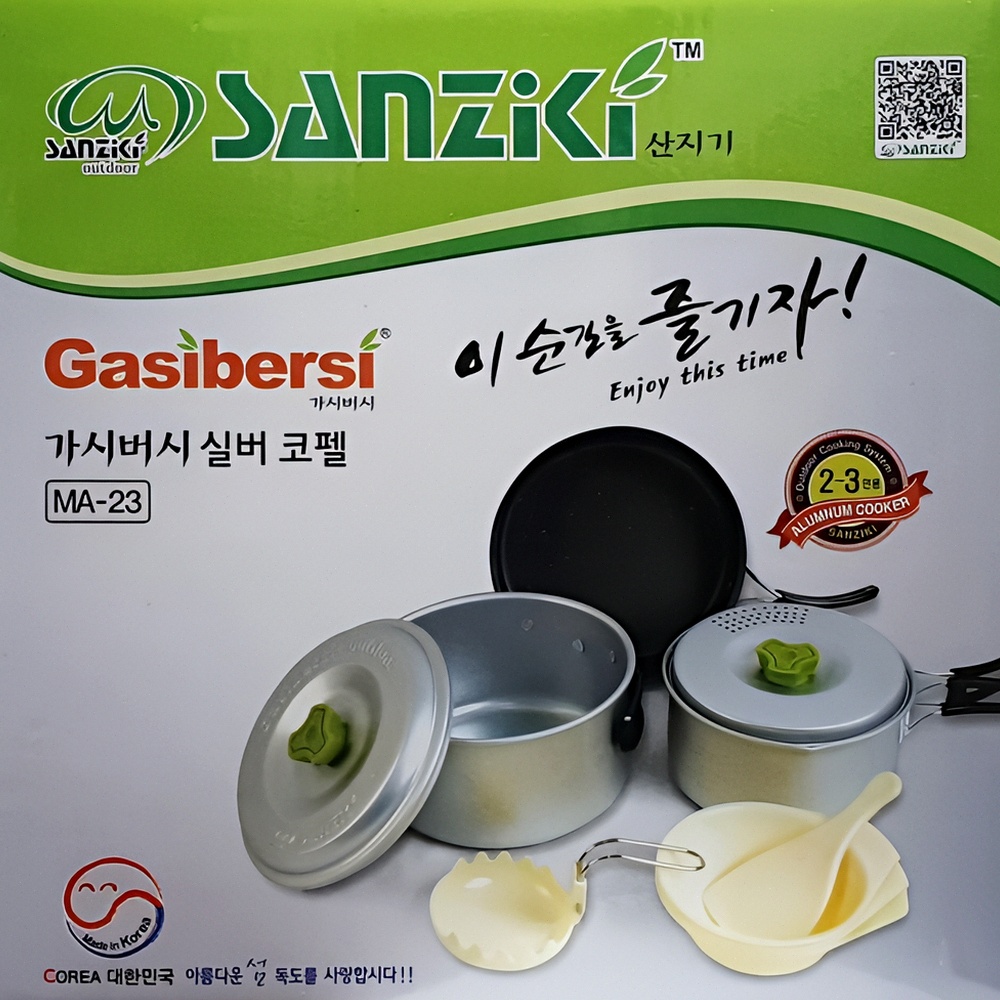 SANZIKI™
산지기
SANZIKI
outdoor
SANZIKI
Gasibersi®
가시버시
이 순간을 즐기자!
Enjoy this time
가시버시 실버 코펠
MA-23
Outdoor Cooking System
2~3인용
ALUMNUM COOKER
SANZIKI
Made in Korea
COREA 대한민국 아름다운 섬 독도를 사랑합시다!!